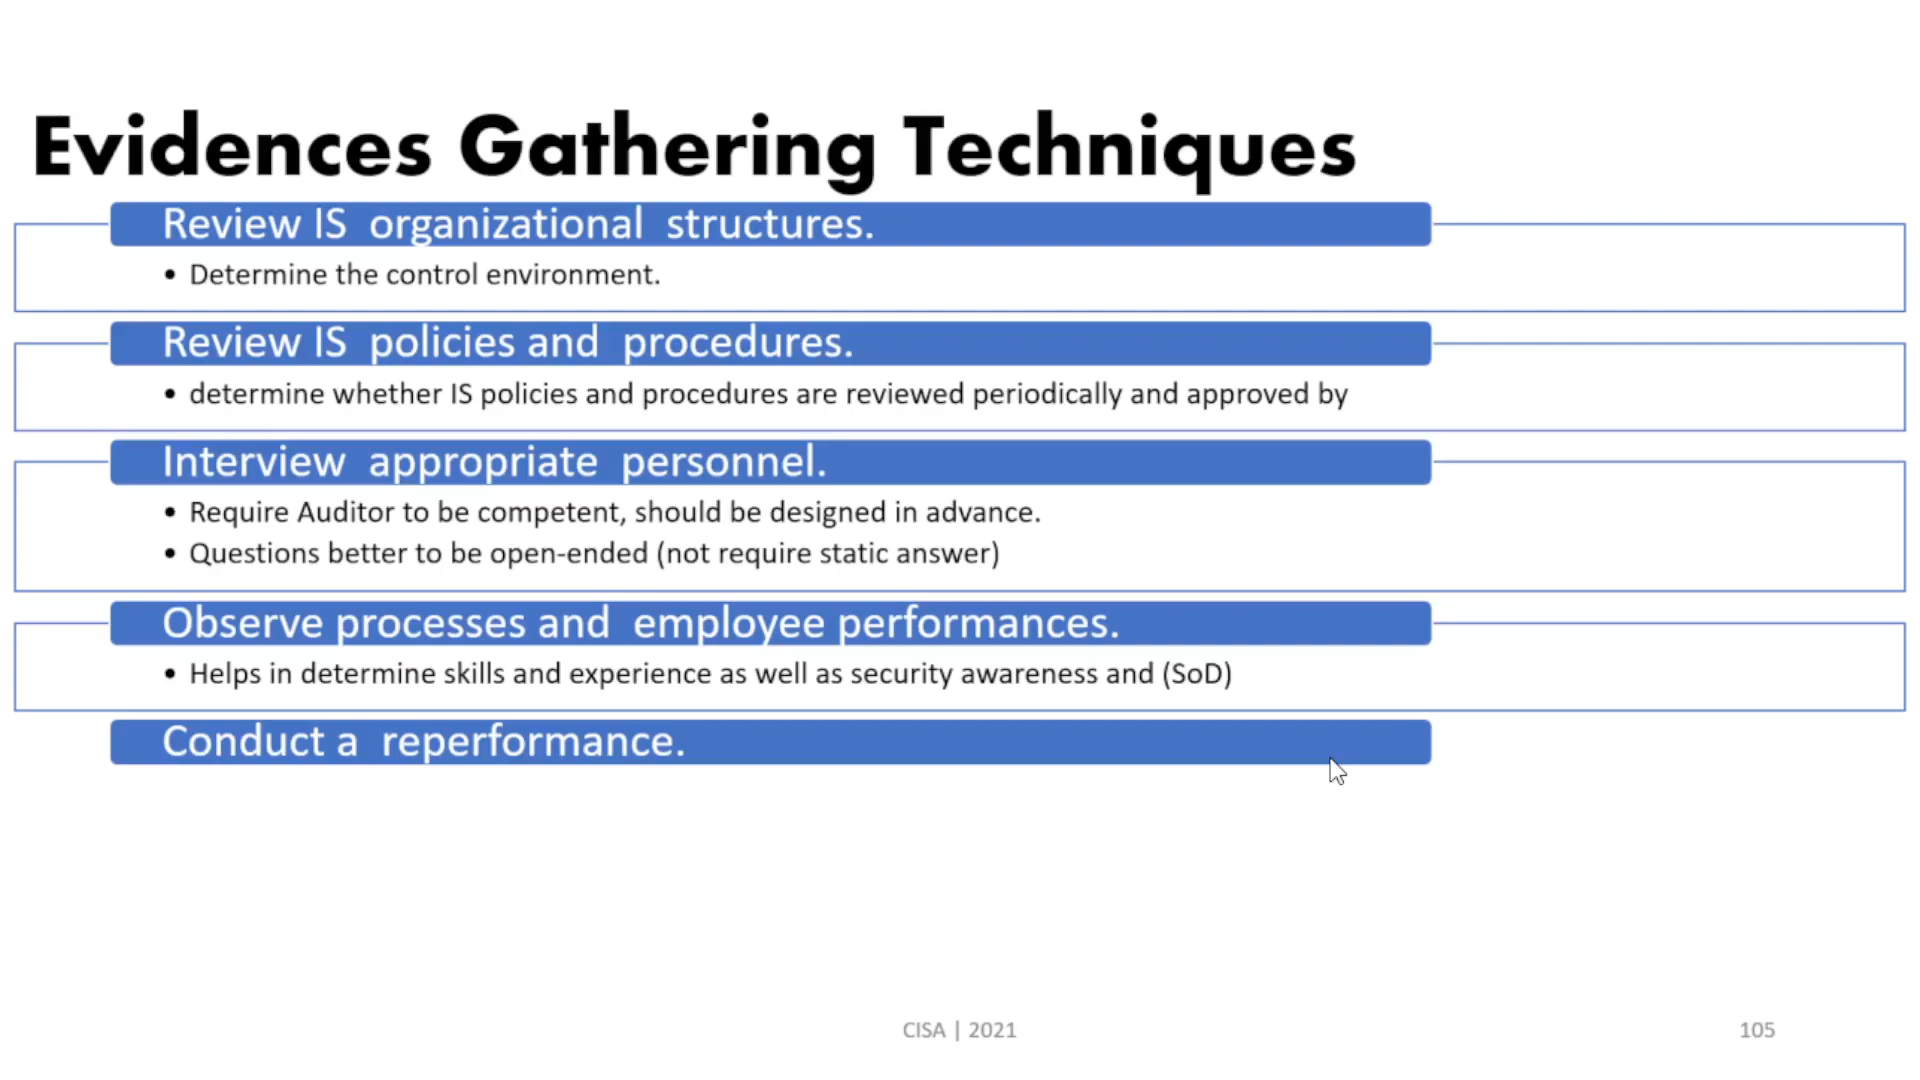 Evidences Gathering Techniques
Review IS organizational structures.
• Determine the control environment.
Review IS policies and procedures.
• determine whether IS policies and procedures are reviewed periodically and approved by
Interview appropriate personnel.
• Require Auditor to be competent, should be designed in advance.
• Questions better to be open-ended (not require static answer)
Observe processes and employee performances.
• Helps in determine skills and experience as well as security awareness and (SoD)
Conduct a reperformance.
CISA | 2021
105